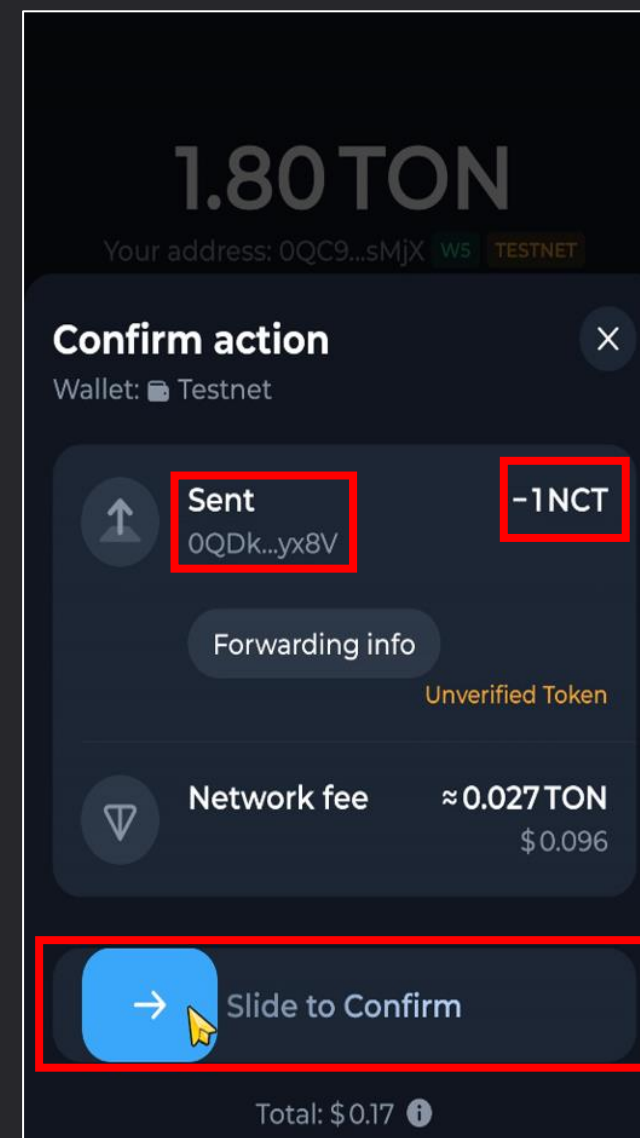 1.80 TON
Your address: 0QC9...sMjX W5 TESTNET
Confirm action
Wallet: Testnet
Sent -1 NCT
0QDk...yx8V
Forwarding info
Unverified Token
Network fee ≈ 0.027 TON
$ 0.096
Slide to Confirm
Total: $ 0.17